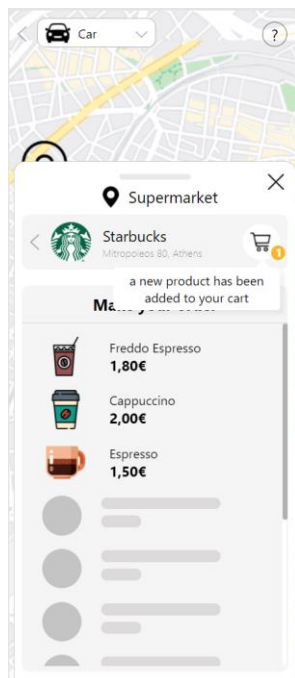 Car
?
Supermarket
Starbucks
Mitropoleos 80, Athens
1
a new product has been
added to your cart
Freddo Espresso
1,80€
Cappuccino
2,00€
Espresso
1,50€